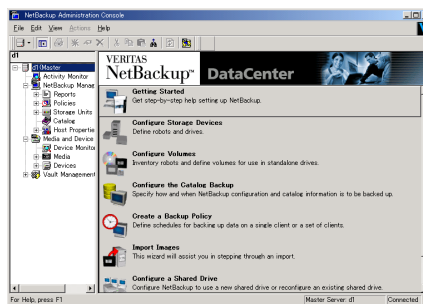 NetBackup Administration Console
File Edit View Actions Help
d1
d1(Master
Activity Monitor
NetBackup Manag
Reports
Policies
Storage Units
Catalog
Host Propertie
Media and Device
Device Monito
Media
Devices
Vault Management
VERITAS
NetBackup™ DataCenter
Getting Started
Get step-by-step help setting up NetBackup.
Configure Storage Devices
Define robots and drives.
Configure Volumes
Inventory robots and define volumes for use in standalone drives.
Configure the Catalog Backup
Specify how and when NetBackup configuration and catalog information is to be backed up.
Create a Backup Policy
Define schedules for backing up data on a single client or a set of clients.
Import Images
This wizard will assist you in stepping through an import.
Configure a Shared Drive
Configure NetBackup to use a new shared drive or reconfigure an existing shared drive.
For Help, press F1
Master Server: d1
Connected